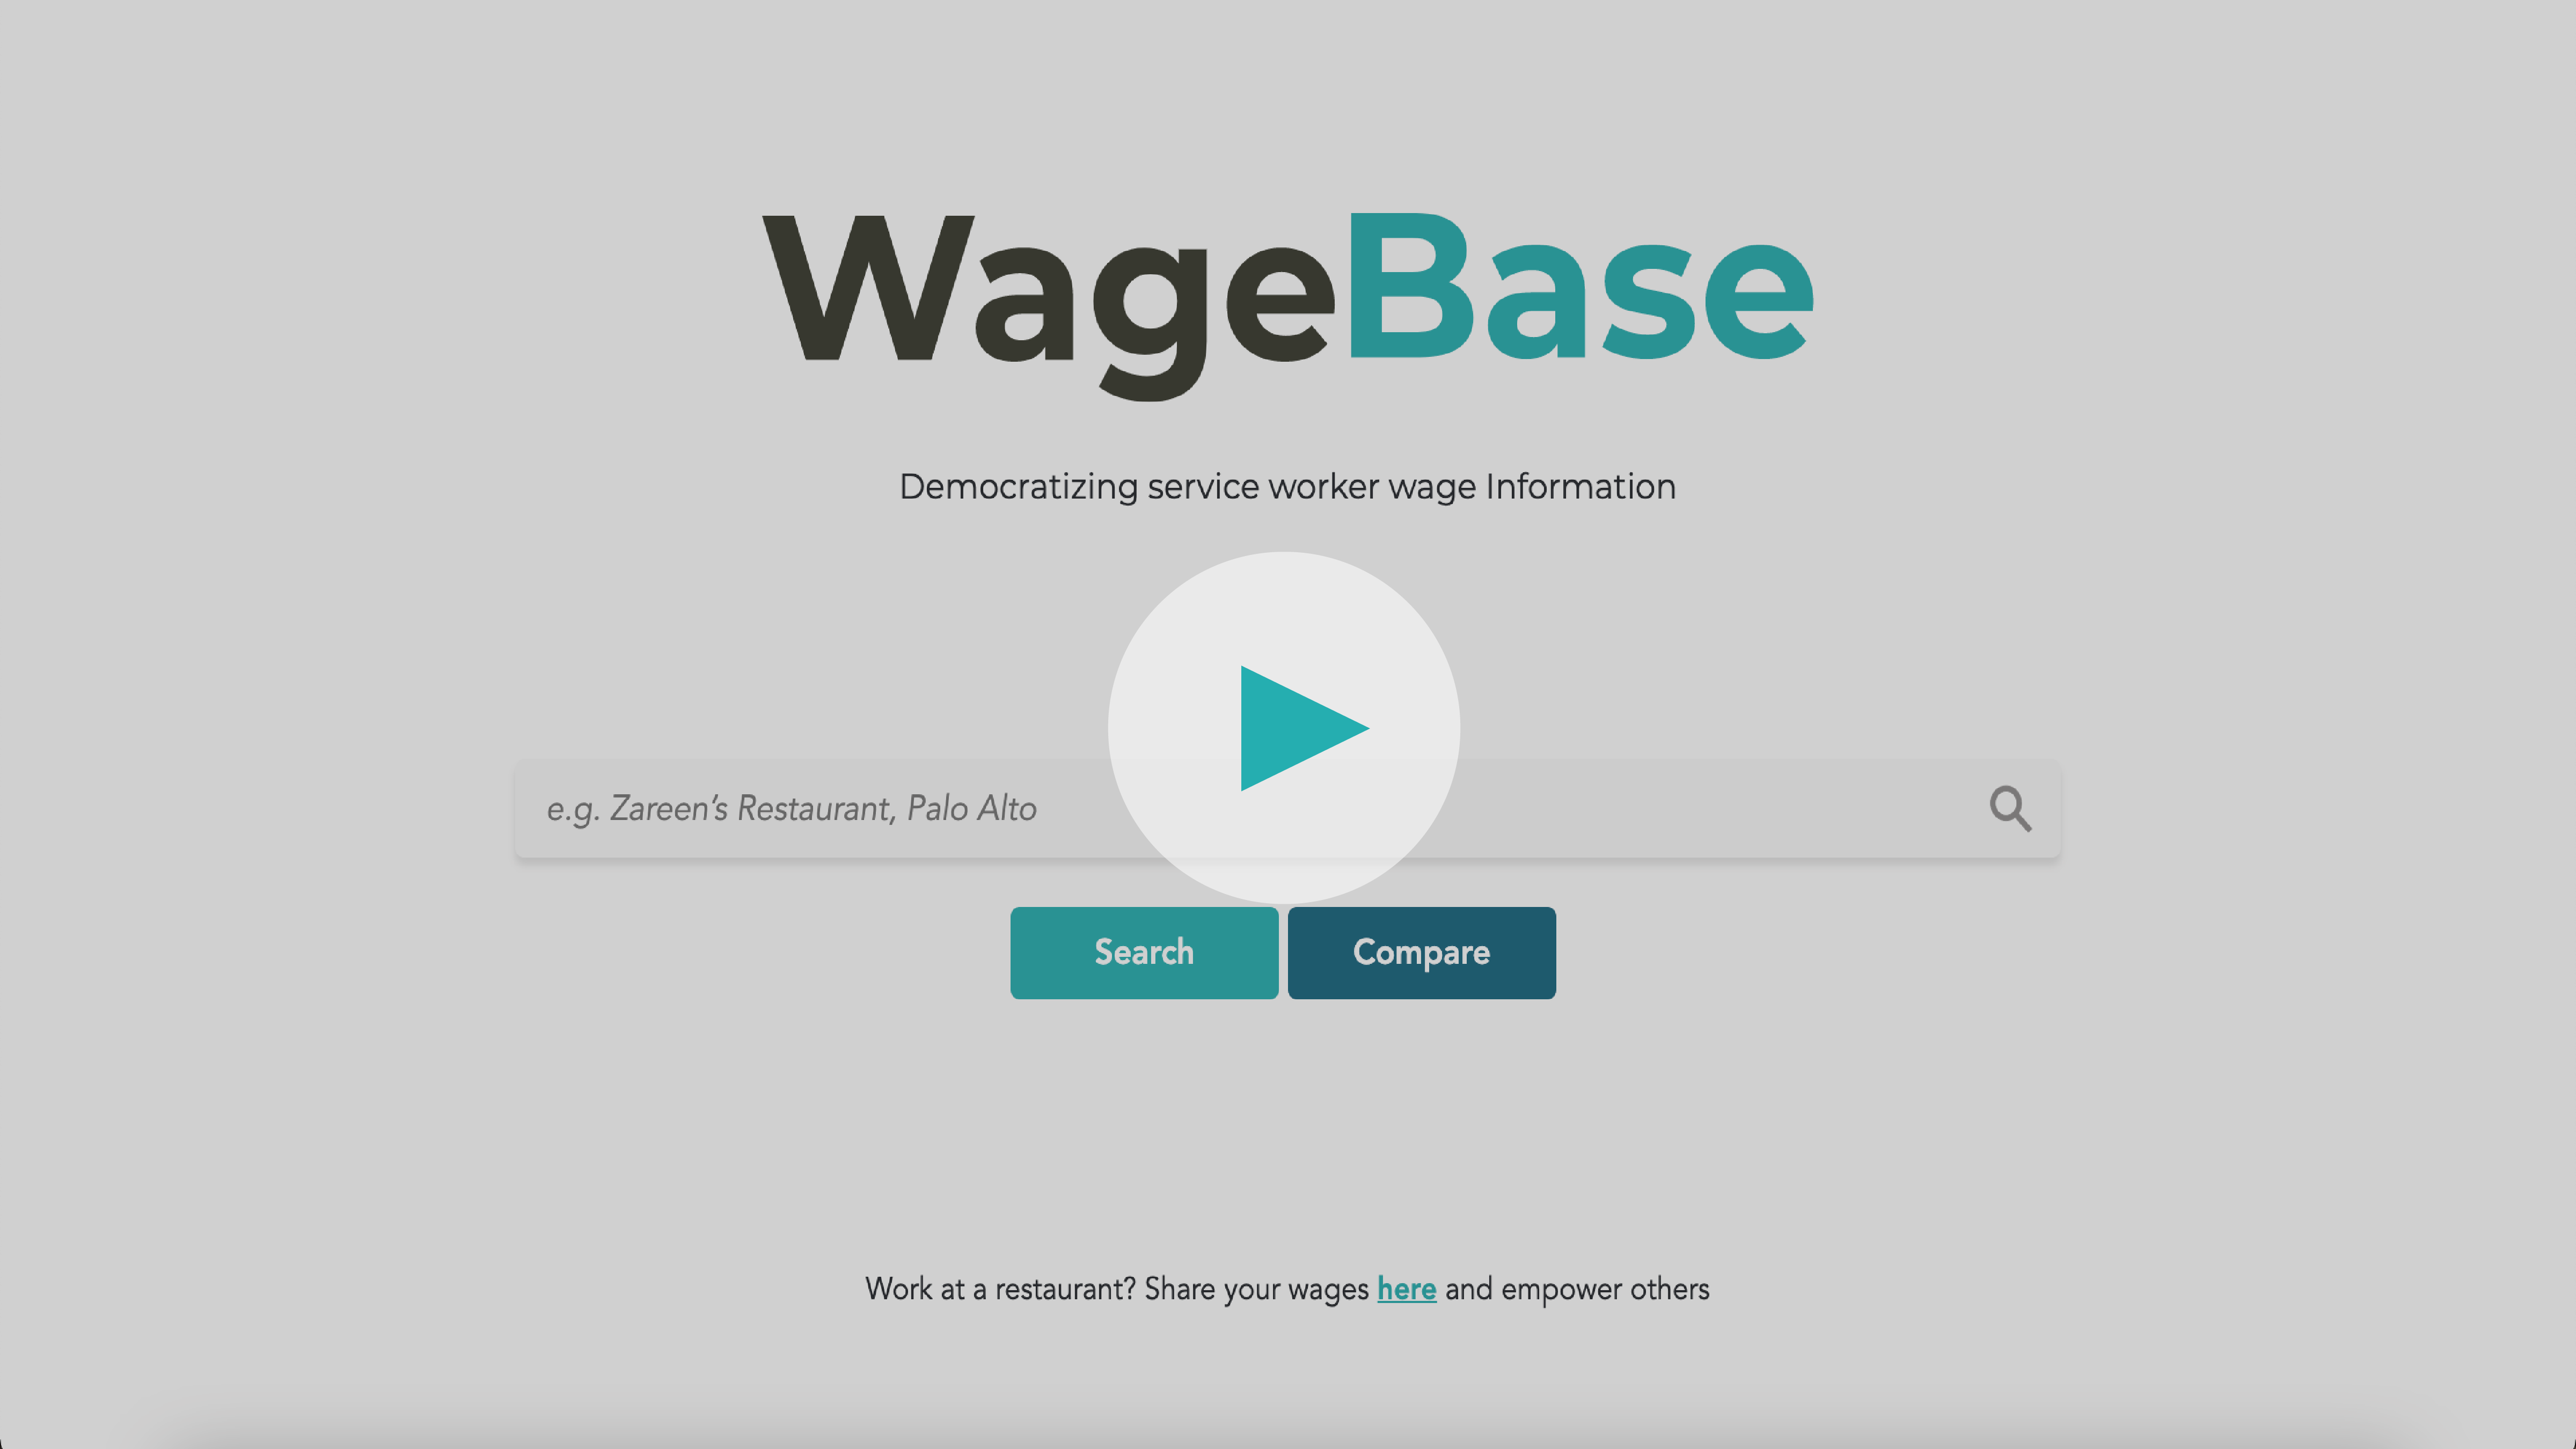 WageBase
Democratizing service worker wage Information
e.g. Zareen's Restaurant, Palo Alto
Search
Compare
Work at a restaurant? Share your wages here and empower others